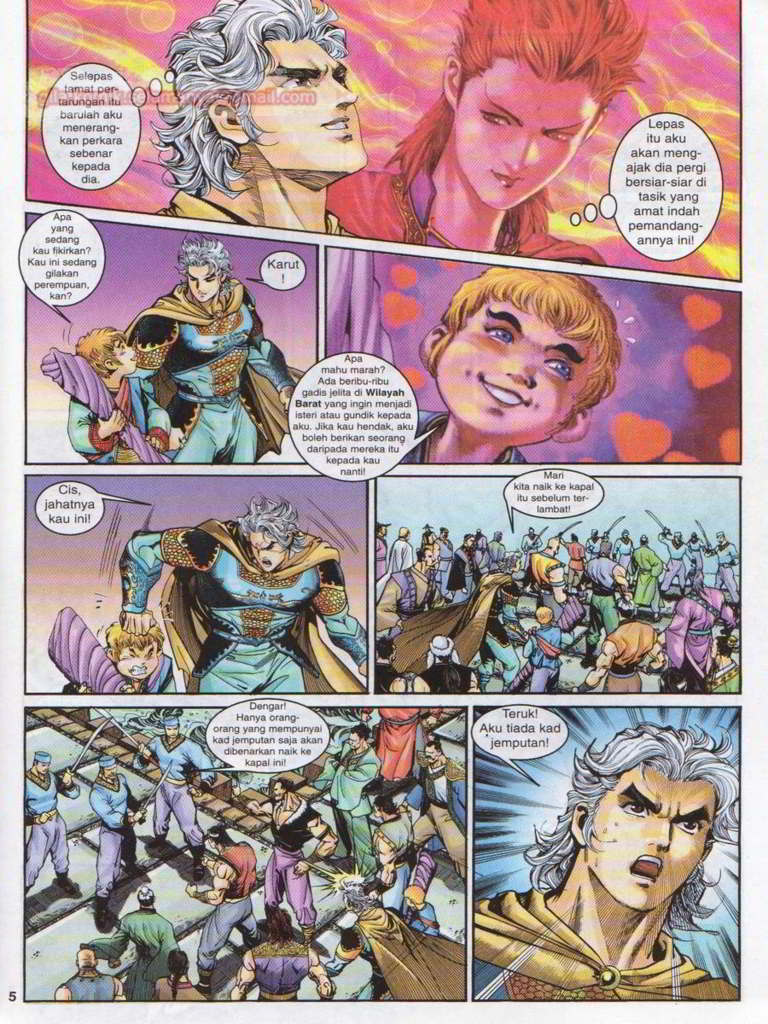 Selepas
tamat per-
tarungan itu
barulah aku
menerang-
kan perkara
sebenar
kepada
dia.
Lepas
itu aku
akan meng-
ajak dia pergi
bersiar-siar di
tasik yang
amat indah
pemandang-
annya ini!
Apa
yang
sedang
kau fikirkan?
Kau ini sedang
gilakan
perempuan,
kan?
Karut
!
Apa
mahu marah?
Ada beribu-ribu
gadis jelita di Wilayah
Barat yang ingin menjadi
isteri atau gundik kepada
aku. Jika kau hendak, aku
boleh berikan seorang
daripada mereka itu
kepada kau
nanti!
Cis,
jahatnya
kau ini!
Mari
kita naik ke kapal
itu sebelum ter-
lambat!
Dengar!
Hanya orang-
orang yang mempunyai
kad jemputan saja akan
dibenarkan naik ke
kapal ini!
Teruk!
Aku tiada kad
jemputan!
5